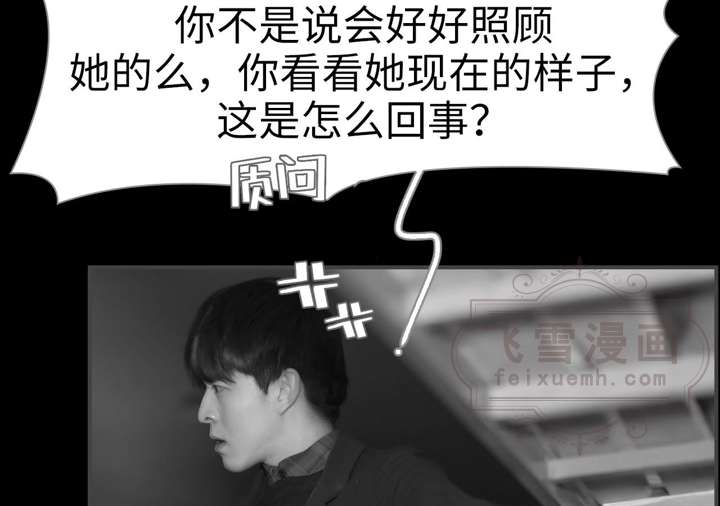 你不是说会好好照顾
她的么，你看看她现在的样子，
这是怎么回事？
质问
飞雪漫画
feixuemh.com